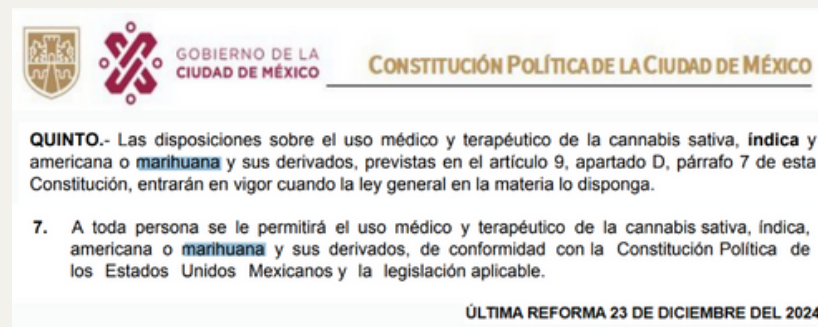 GOBIERNO DE LA
CIUDAD DE MÉXICO
CONSTITUCIÓN POLÍTICA DE LA CIUDAD DE MÉXICO
QUINTO.- Las disposiciones sobre el uso médico y terapéutico de la cannabis sativa, índica y
americana o marihuana y sus derivados, previstas en el artículo 9, apartado D, párrafo 7 de esta
Constitución, entrarán en vigor cuando la ley general en la materia lo disponga.
7. A toda persona se le permitirá el uso médico y terapéutico de la cannabis sativa, índica,
americana o marihuana y sus derivados, de conformidad con la Constitución Política de
los Estados Unidos Mexicanos y la legislación aplicable.
ÚLTIMA REFORMA 23 DE DICIEMBRE DEL 2024